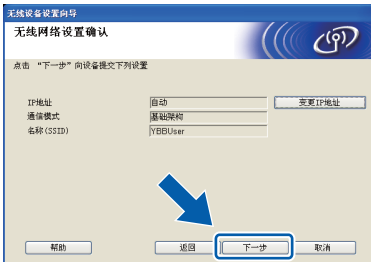 无线设备设置向导
无线网络设置确认
点击 “下一步”向设备提交下列设置
IP地址 自动 变更IP地址
通信模式 基础架构
名称(SSID) YBBUser
帮助 返回 下一步 取消